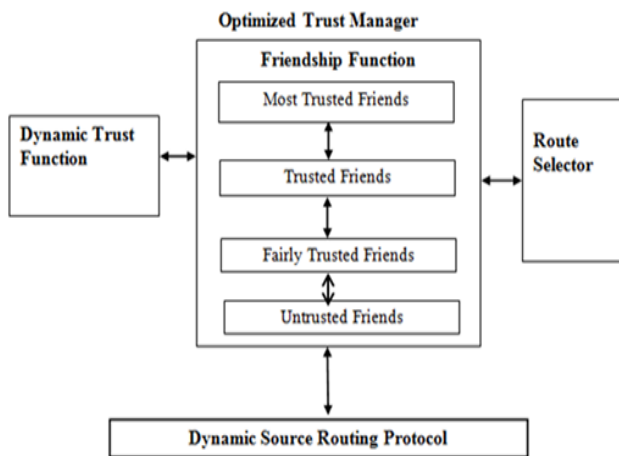 Optimized Trust Manager
Friendship Function
Most Trusted Friends
Dynamic Trust
Function
Trusted Friends
Route
Selector
Fairly Trusted Friends
Untrusted Friends
Dynamic Source Routing Protocol